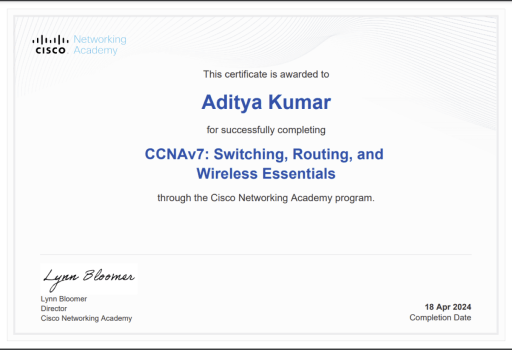 Networking
CISCO Academy
This certificate is awarded to
Aditya Kumar
for successfully completing
CCNAv7: Switching, Routing, and
Wireless Essentials
through the Cisco Networking Academy program.
Lynn Bloomer
Lynn Bloomer
Director
Cisco Networking Academy
18 Apr 2024
Completion Date